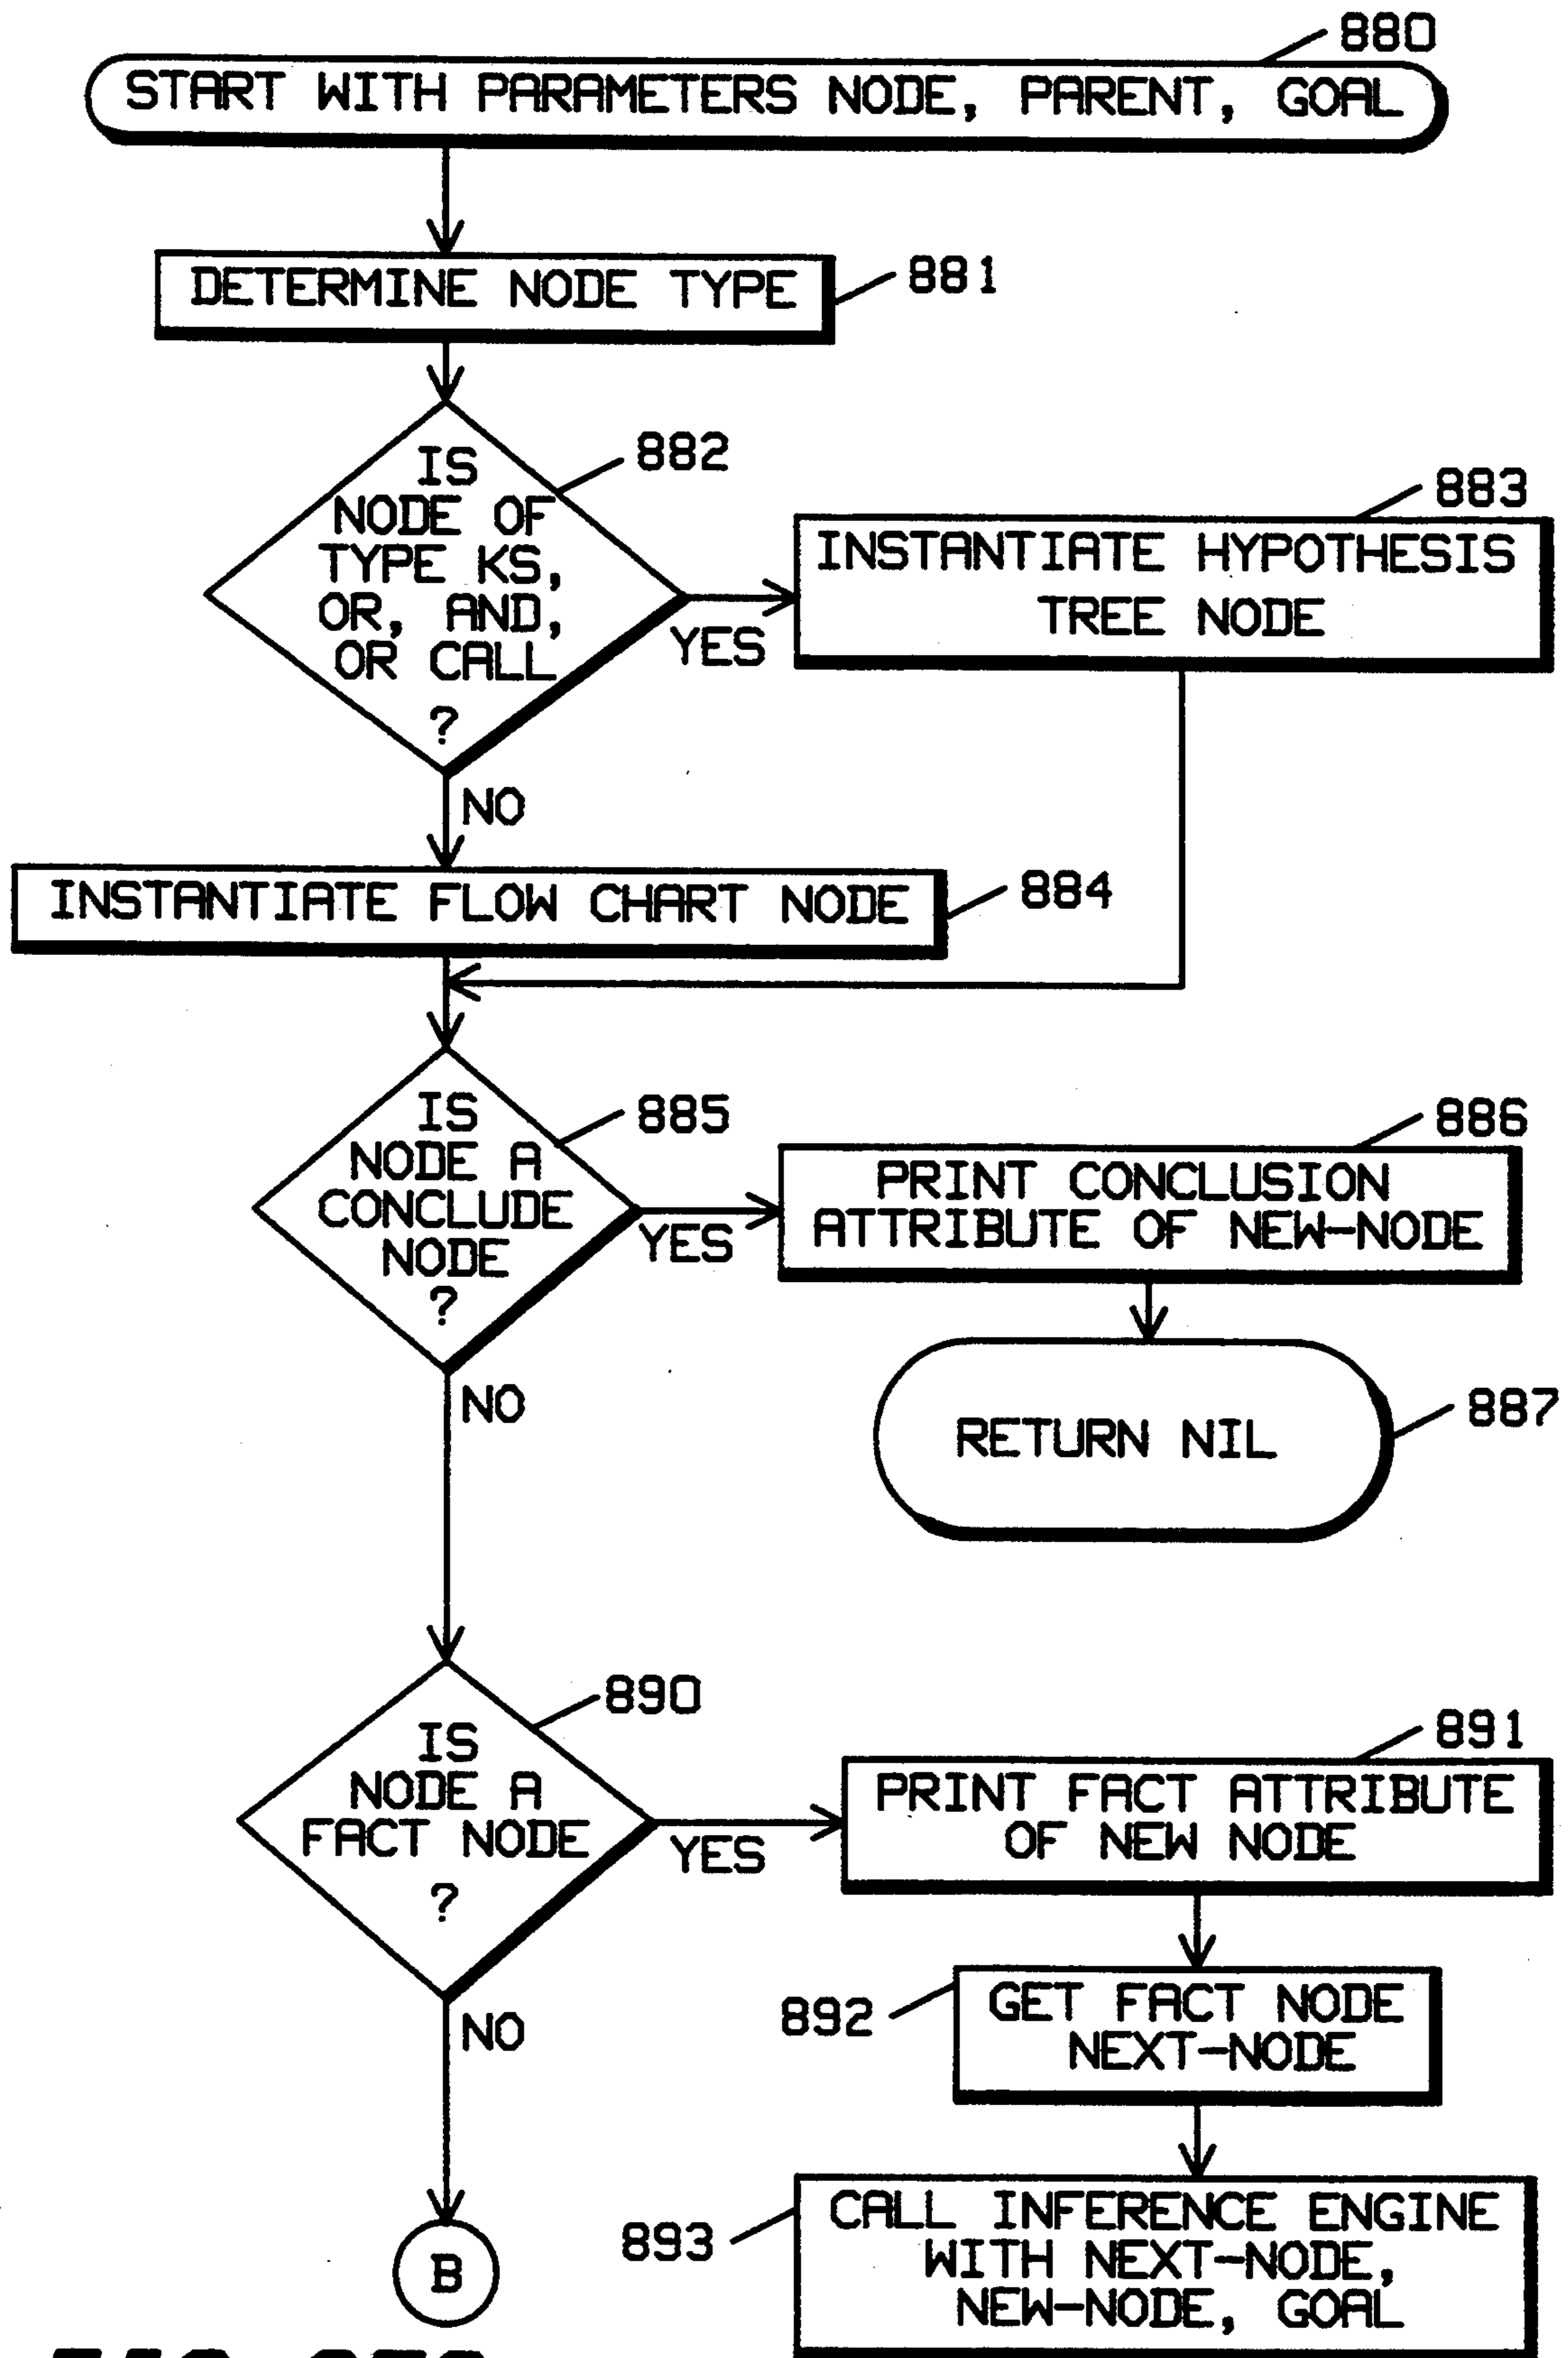 880
START WITH PARAMETERS NODE, PARENT, GOAL
DETERMINE NODE TYPE
881
IS
NODE OF
TYPE KS,
OR, AND,
OR CALL
?
882
YES
883
INSTANTIATE HYPOTHESIS
TREE NODE
NO
INSTANTIATE FLOW CHART NODE
884
IS
NODE A
CONCLUDE
NODE
?
885
YES
886
PRINT CONCLUSION
ATTRIBUTE OF NEW-NODE
NO
RETURN NIL
887
IS
NODE A
FACT NODE
?
890
YES
891
PRINT FACT ATTRIBUTE
OF NEW NODE
892
GET FACT NODE
NEXT-NODE
NO
893
CALL INFERENCE ENGINE
WITH NEXT-NODE,
NEW-NODE, GOAL
B